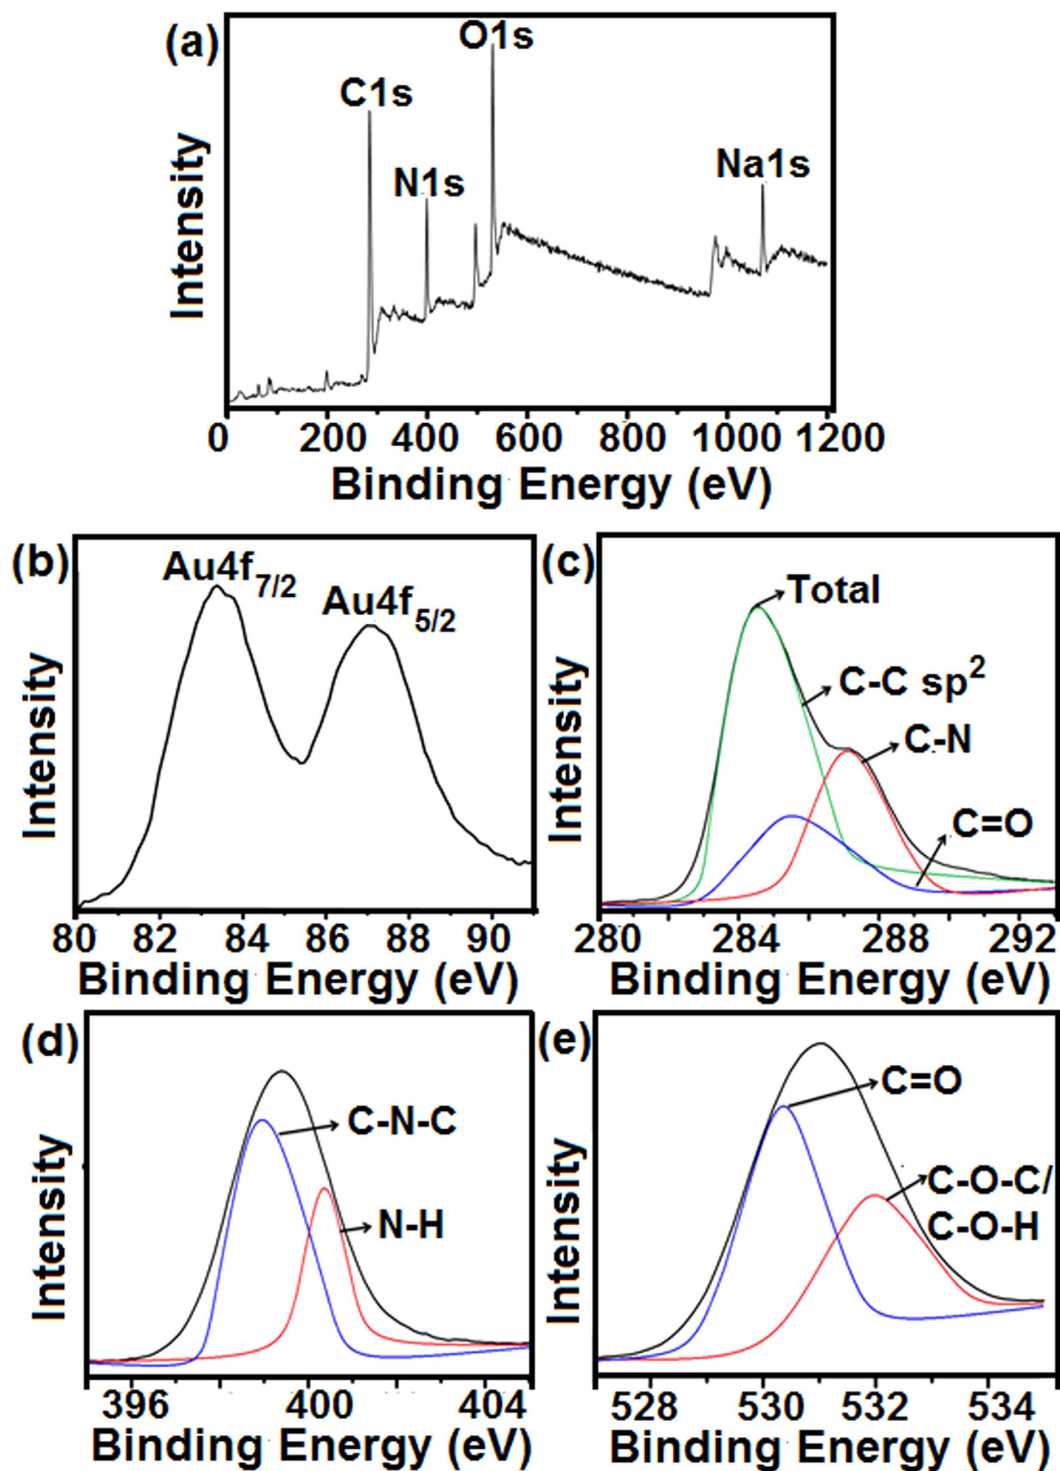 (a)
O1s
C1s
N1s
Na1s
Intensity
0 200 400 600 800 1000 1200
Binding Energy (eV)
(b)
Au4f7/2
Au4f5/2
Intensity
80 82 84 86 88 90
Binding Energy (eV)
(c)
Total
C-C sp²
C-N
C=O
Intensity
280 284 288 292
Binding Energy (eV)
(d)
C-N-C
N-H
Intensity
396 400 404
Binding Energy (eV)
(e)
C=O
C-O-C/
C-O-H
Intensity
528 530 532 534
Binding Energy (eV)